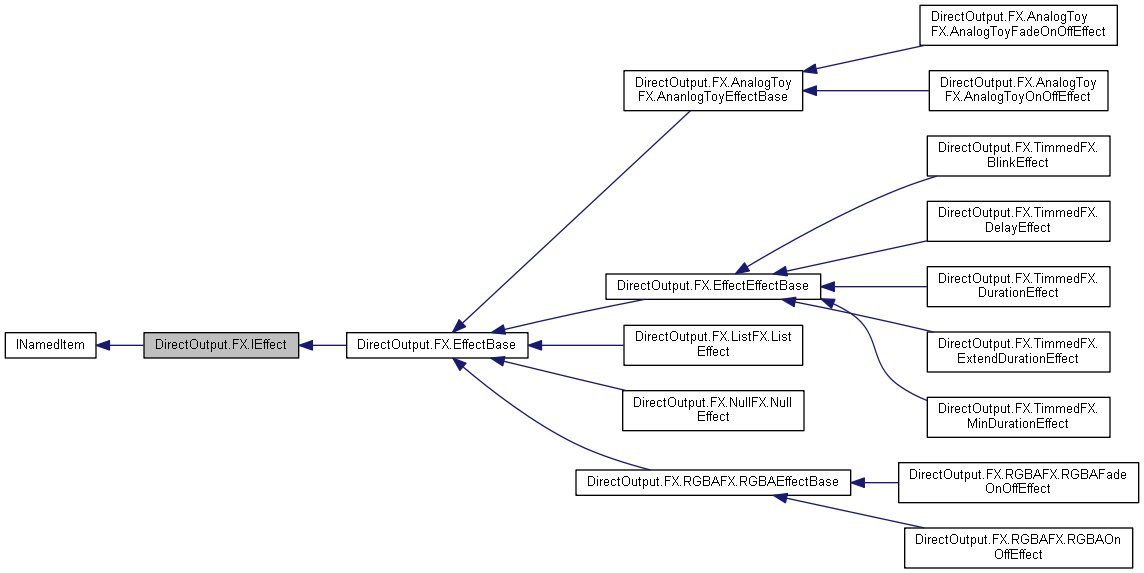 DirectOutput.FX.AnalogToy
FX.AnalogToyFadeOnOffEffect
DirectOutput.FX.AnalogToy
FX.AnanlogToyEffectBase
DirectOutput.FX.AnalogToy
FX.AnalogToyOnOffEffect
DirectOutput.FX.TimmedFX.
BlinkEffect
DirectOutput.FX.TimmedFX.
DelayEffect
DirectOutput.FX.EffectEffectBase
DirectOutput.FX.TimmedFX.
DurationEffect
INamedItem
DirectOutput.FX.IEffect
DirectOutput.FX.EffectBase
DirectOutput.FX.ListFX.List
Effect
DirectOutput.FX.TimmedFX.
ExtendDurationEffect
DirectOutput.FX.NullFX.Null
Effect
DirectOutput.FX.TimmedFX.
MinDurationEffect
DirectOutput.FX.RGBAFX.RGBAEffectBase
DirectOutput.FX.RGBAFX.RGBAFade
OnOffEffect
DirectOutput.FX.RGBAFX.RGBAOn
OffEffect